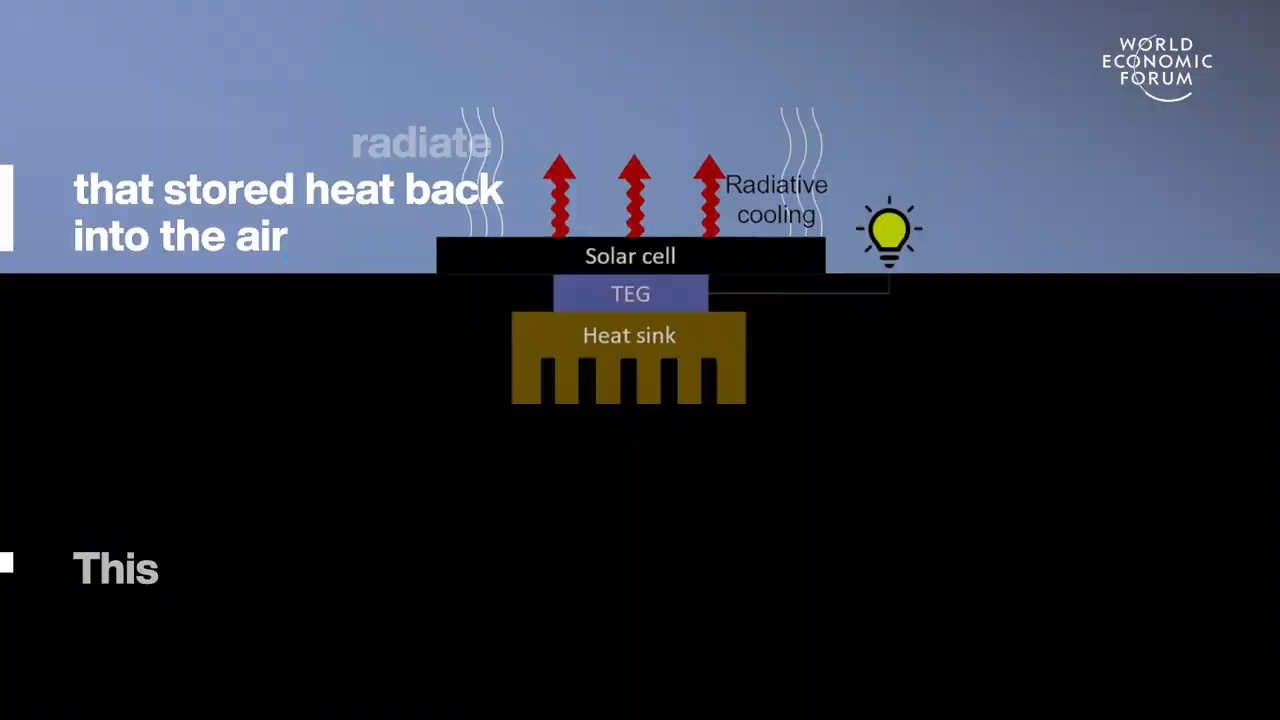 WORLD
ECONOMIC
FORUM
radiate
that stored heat back
into the air
Radiative
cooling
Solar cell
TEG
Heat sink
This